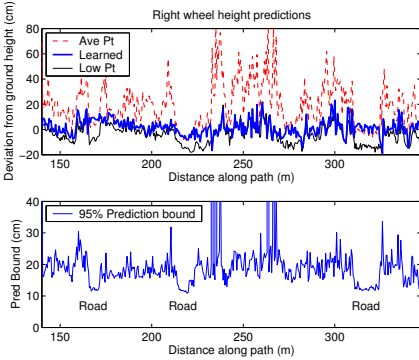 Right wheel height predictions
Deviation from ground height (cm)
80
60
40
20
0
−20
Ave Pt
Learned
Low Pt
150
200
250
300
Distance along path (m)
Pred Bound (cm)
40
30
20
10
0
95% Prediction bound
Road
Road
Road
150
200
250
300
Distance along path (m)